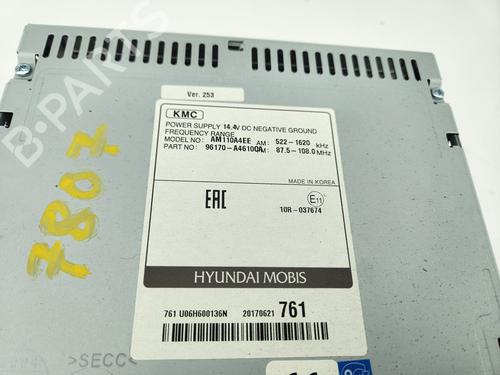 Ver. 253
KMC
POWER SUPPLY 14.4V DC NEGATIVE GROUND
FREQUENCY RANGE
MODEL NO: AM110A4EE AM: 522-1620 kHz
PART NO: 96170-A4610QA FM: 87.5-108.0 MHz
MADE IN KOREA
EAC E11
10R-037674
HYUNDAI MOBIS
761 U06H600136N 20170621 761
7807
>SECC<
B-PARTS